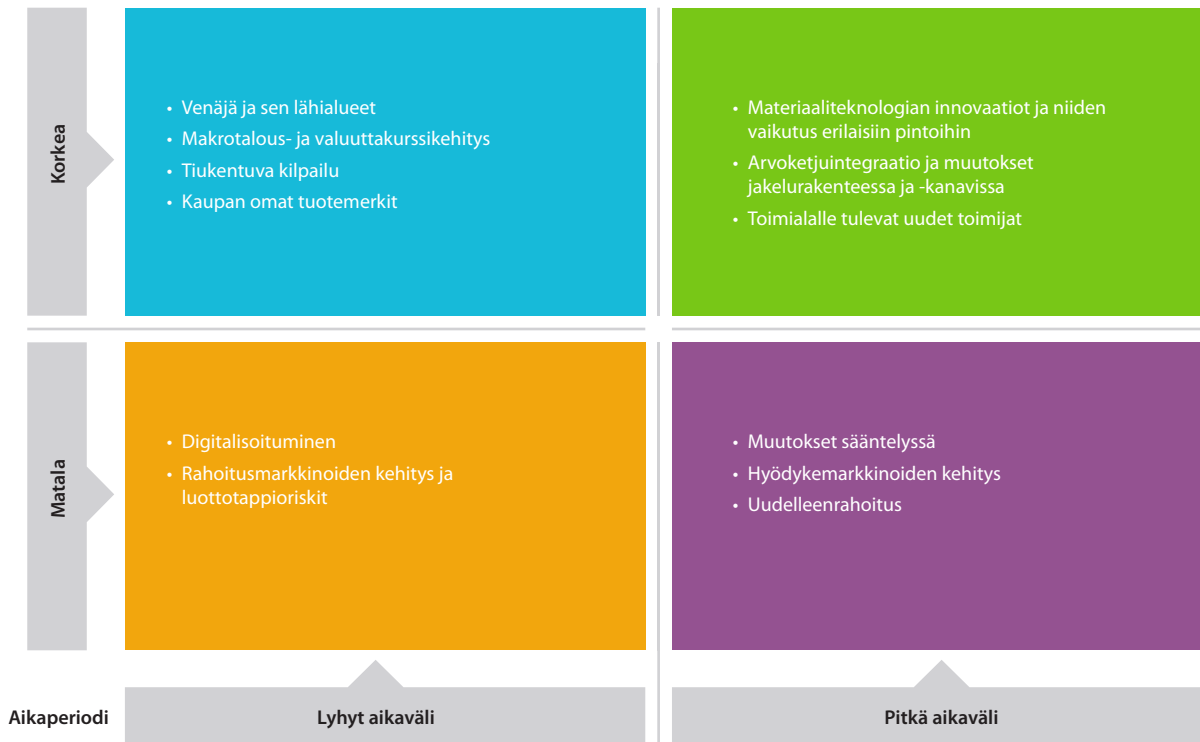 Korkea
• Venäjä ja sen lähialueet
• Makrotalous- ja valuuttakurssikehitys
• Tiukentuva kilpailu
• Kaupan omat tuotemerkit
• Materiaaliteknologian innovaatiot ja niiden
vaikutus erilaisiin pintoihin
• Arvoketjuintegraatio ja muutokset
jakelurakenteessa ja -kanavissa
• Toimialalle tulevat uudet toimijat
Matala
• Digitalisoituminen
• Rahoitusmarkkinoiden kehitys ja
luottotappioriskit
• Muutokset sääntelyssä
• Hyödykemarkkinoiden kehitys
• Uudelleenrahoitus
Aikaperiodi
Lyhyt aikaväli
Pitkä aikaväli